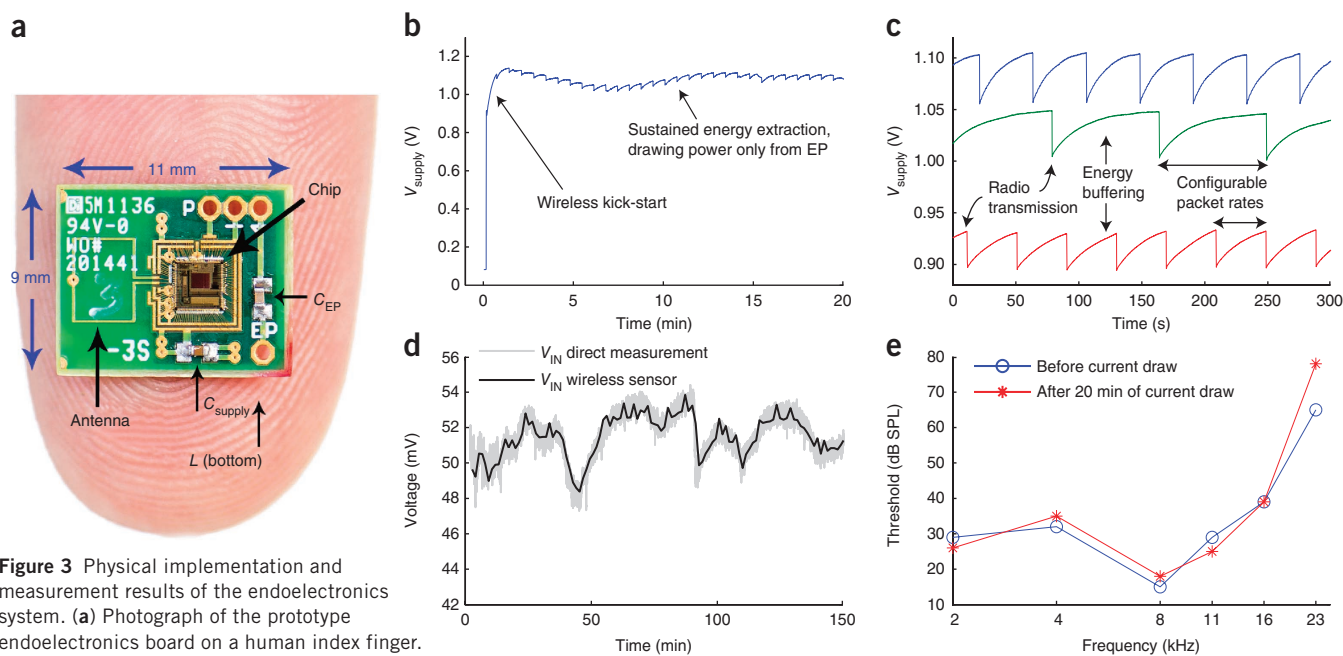 a
11 mm
9 mm
5M1136
94V-0
WO#
201441
P
EP
-3S
Chip
C_EP
C_supply
Antenna
L (bottom)
Figure 3 Physical implementation and
measurement results of the endoelectronics
system. (a) Photograph of the prototype
endoelectronics board on a human index finger.
b
V_supply (V)
1.2
1.0
0.8
0.6
0.4
0.2
0
Wireless kick-start
Sustained energy extraction,
drawing power only from EP
0 5 10 15 20
Time (min)
c
V_supply (V)
1.10
1.05
1.00
0.95
0.90
Radio
transmission
Energy
buffering
Configurable
packet rates
0 50 100 150 200 250 300
Time (s)
d
Voltage (mV)
56
54
52
50
48
46
44
42
V_IN direct measurement
V_IN wireless sensor
0 50 100 150
Time (min)
e
Threshold (dB SPL)
80
70
60
50
40
30
20
10
Before current draw
After 20 min of current draw
2 4 8 11 16 23
Frequency (kHz)